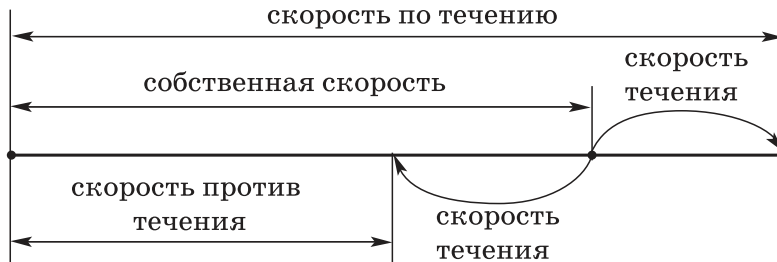 скорость по течению
собственная скорость
скорость
течения
скорость против
течения
скорость
течения